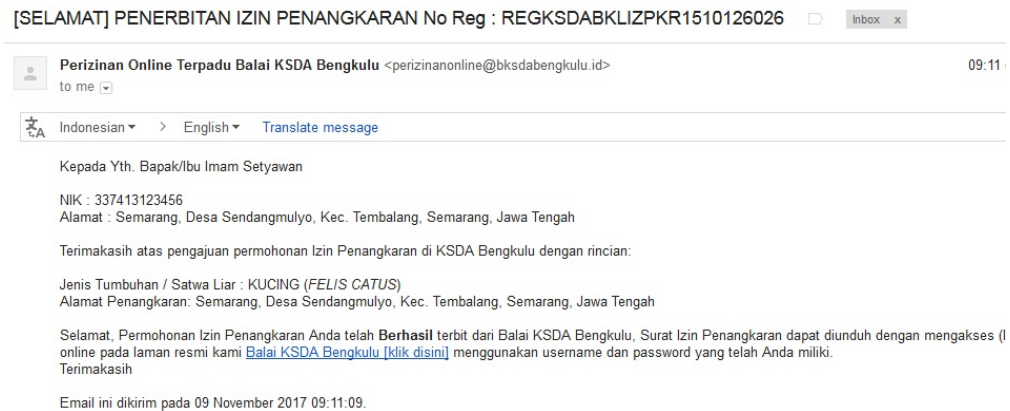 [SELAMAT] PENERBITAN IZIN PENANGKARAN No Reg : REGKSDABKLIZPKR1510126026 Inbox x
Perizinan Online Terpadu Balai KSDA Bengkulu <perizinanonline@bksdabengkulu.id> 09:11
to me
Indonesian > English Translate message
Kepada Yth. Bapak/Ibu Imam Setyawan
NIK : 337413123456
Alamat : Semarang, Desa Sendangmulyo, Kec. Tembalang, Semarang, Jawa Tengah
Terimakasih atas pengajuan permohonan Izin Penangkaran di KSDA Bengkulu dengan rincian:
Jenis Tumbuhan / Satwa Liar : KUCING (FELIS CATUS)
Alamat Penangkaran: Semarang, Desa Sendangmulyo, Kec. Tembalang, Semarang, Jawa Tengah
Selamat, Permohonan Izin Penangkaran Anda telah Berhasil terbit dari Balai KSDA Bengkulu, Surat Izin Penangkaran dapat diunduh dengan mengakses
online pada laman resmi kami Balai KSDA Bengkulu [klik disini] menggunakan username dan password yang telah Anda miliki.
Terimakasih
Email ini dikirim pada 09 November 2017 09:11:09.